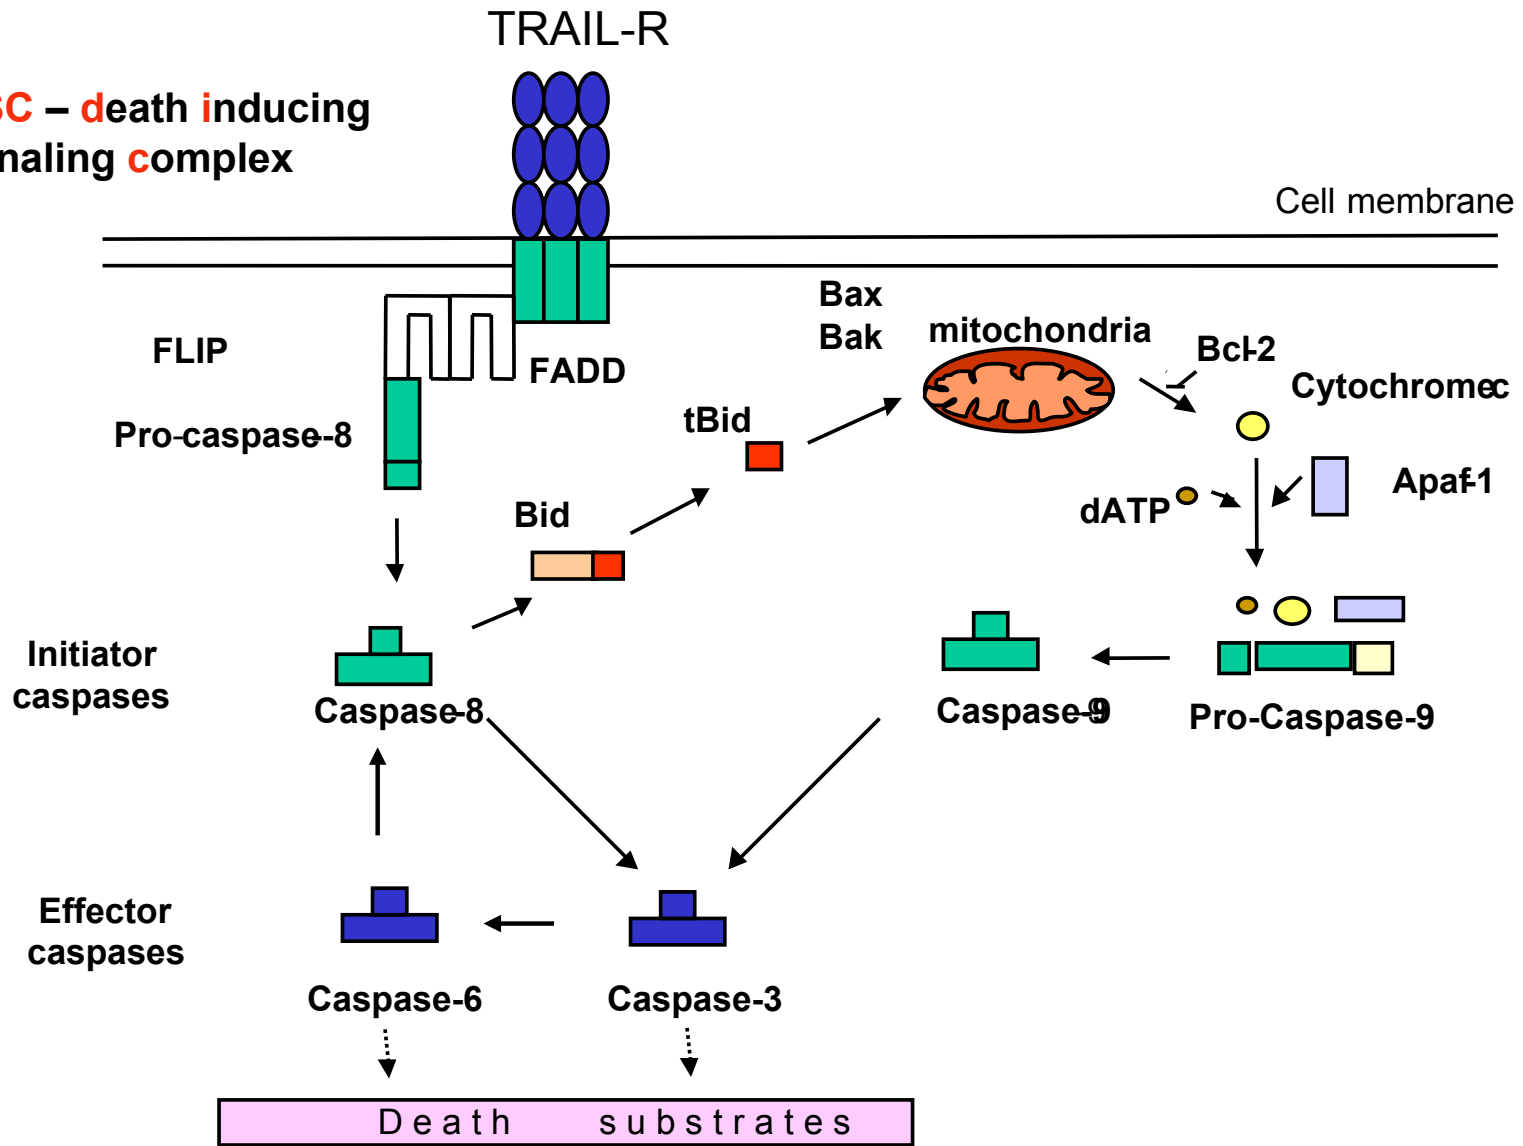 TRAIL-R
SC – death inducing
naling complex
Cell membrane
Bax
Bak
mitochondria
Bcl-2
FLIP
FADD
Cytochrome c
Pro-caspase-8
tBid
Apaf-1
dATP
Bid
Initiator
caspases
Caspase-8
Caspase-9
Pro-Caspase-9
Effector
caspases
Caspase-6
Caspase-3
Death substrates